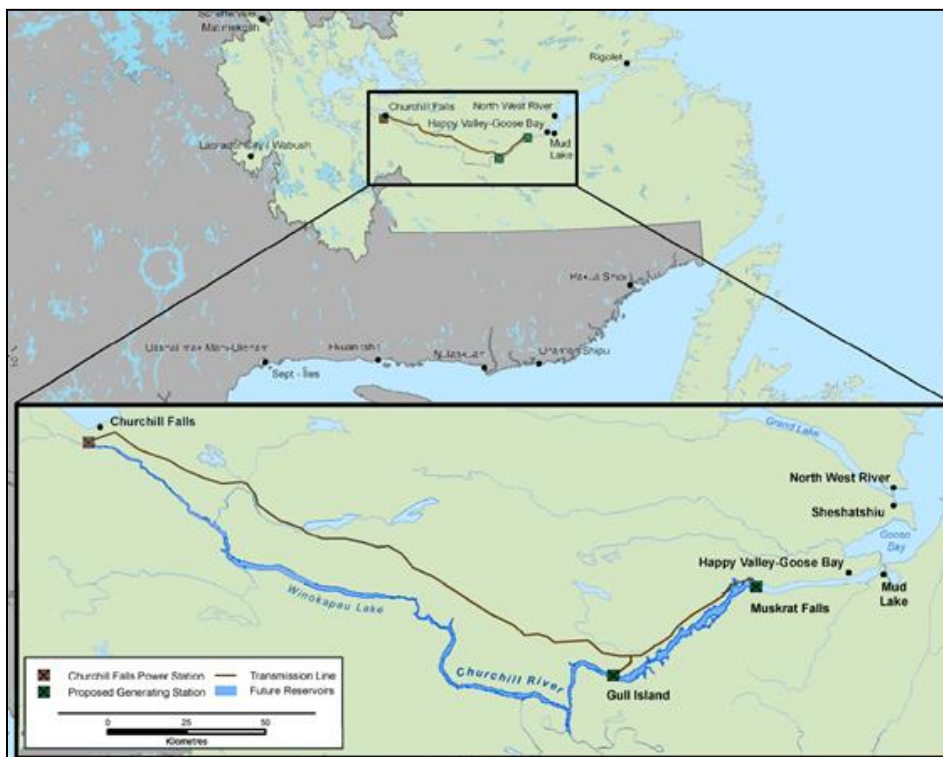 Rigolet
Churchill Falls
North West River
Happy Valley-Goose Bay
Mud
Lake
Labrador City / Wabush
Sept - Îles
Churchill Falls
Grand Lake
North West River
Sheshatshiu
Goose
Bay
Happy Valley-Goose Bay
Mud
Lake
Muskrat Falls
Winokapau Lake
Churchill River
Gull Island
Churchill Falls Power Station
Transmission Line
Proposed Generating Station
Future Reservoirs
0
25
50
Kilometres